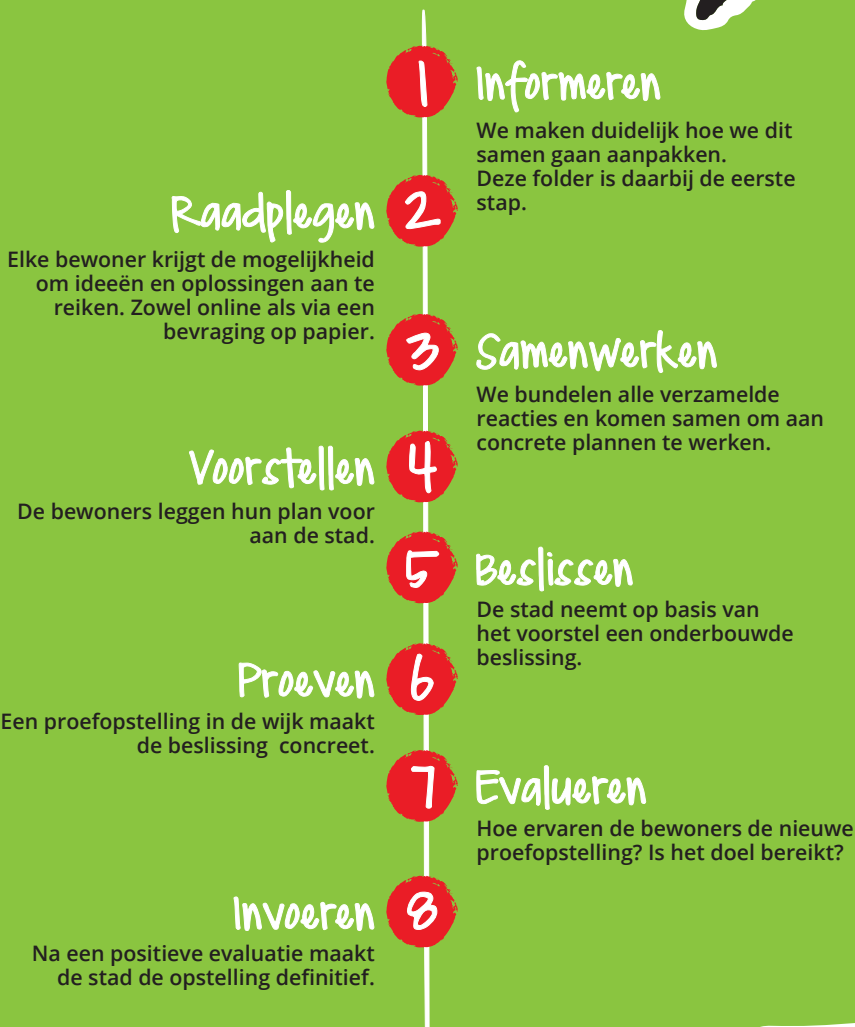 1
Informeren
We maken duidelijk hoe we dit
samen gaan aanpakken.
Deze folder is daarbij de eerste
stap.
Raadplegen
2
Elke bewoner krijgt de mogelijkheid
om ideeën en oplossingen aan te
reiken. Zowel online als via een
bevraging op papier.
3
Samenwerken
We bundelen alle verzamelde
reacties en komen samen om aan
concrete plannen te werken.
Voorstellen
4
De bewoners leggen hun plan voor
aan de stad.
5
Beslissen
De stad neemt op basis van
het voorstel een onderbouwde
beslissing.
Proeven
6
Een proefopstelling in de wijk maakt
de beslissing concreet.
7
Evalueren
Hoe ervaren de bewoners de nieuwe
proefopstelling? Is het doel bereikt?
Invoeren
8
Na een positieve evaluatie maakt
de stad de opstelling definitief.